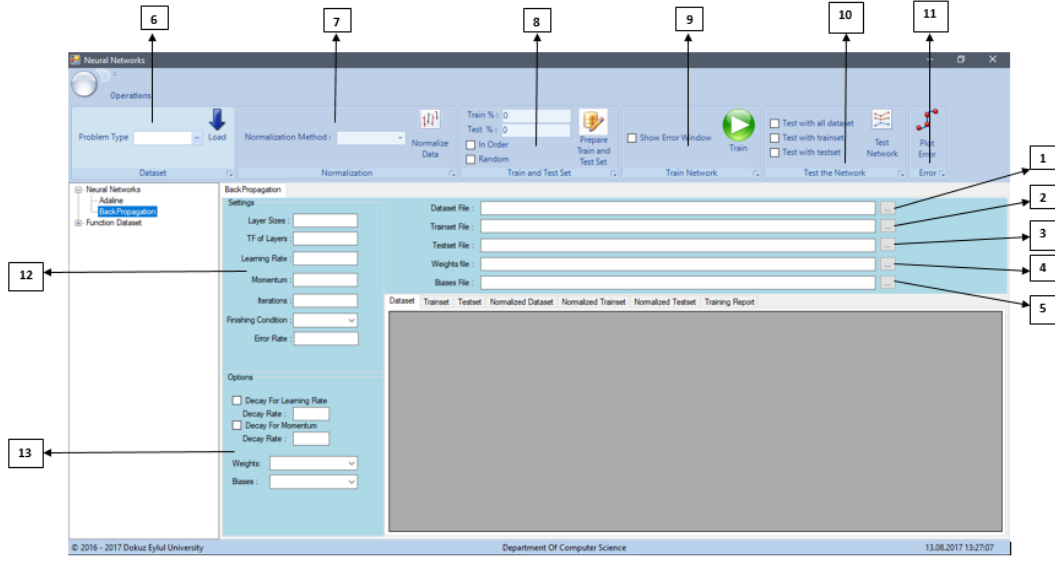 6
7
8
9
10
11
Neural Networks
Operations
Problem Type
Load
Dataset
Normalization Method :
Normalize
Data
Normalization
Train % : 0
Test % : 0
In Order
Random
Prepare
Train and
Test Set
Train and Test Set
Show Error Window
Train
Train Network
Test with all dataset
Test with trainset
Test with testset
Test
Network
Test the Network
Plot
Error
Error
1
2
3
4
5
12
13
Neural Networks
Adaline
BackPropagation
Function Dataset
BackPropagation
Settings
Layer Sizes :
TF of Layers :
Learning Rate :
Momentum :
Iterations :
Finishing Condition :
Error Rate :
Options
Decay For Learning Rate
Decay Rate :
Decay For Momentum
Decay Rate :
Weights:
Biases :
Dataset File : ...
Trainset File : ...
Testset File : ...
Weights file : ...
Biases File : ...
Dataset Trainset Testset Normalized Dataset Normalized Trainset Normalized Testset Training Report
© 2016 - 2017 Dokuz Eylul University
Department Of Computer Science
13.08.2017 13:27:07